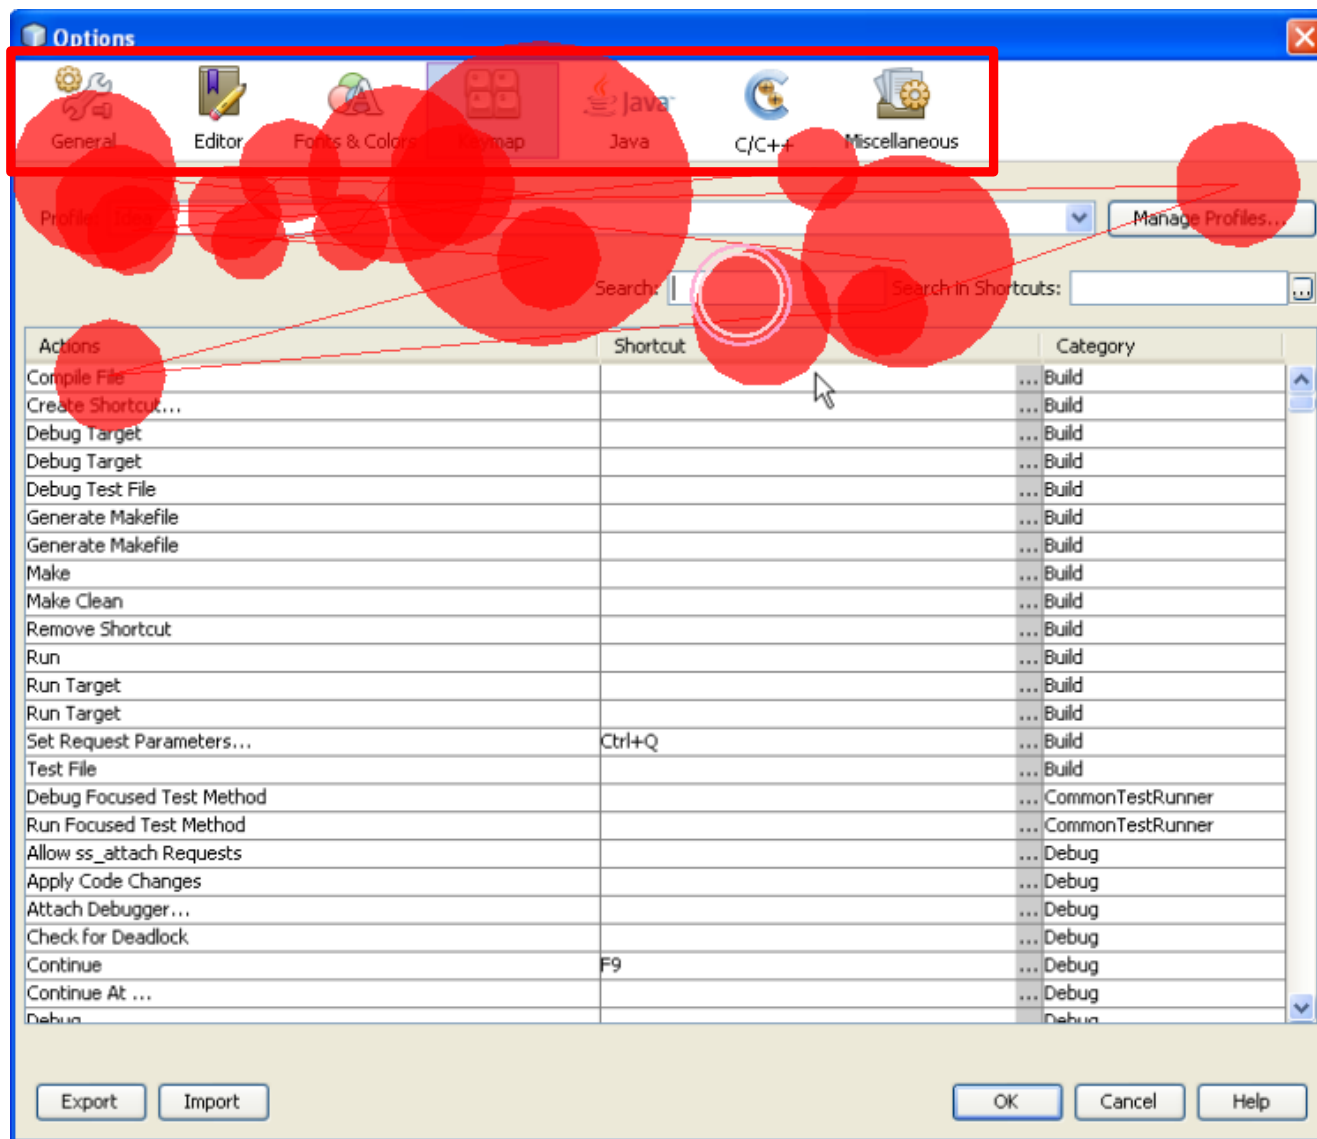 Options
General Editor Fonts & Colors Keymap Java C/C++ Miscellaneous
Java
Profile: Idea Manage Profiles...
Search: Search in Shortcuts: ...
Actions Shortcut Category
Compile File ... Build
Create Shortcut... ... Build
Debug Target ... Build
Debug Target ... Build
Debug Test File ... Build
Generate Makefile ... Build
Generate Makefile ... Build
Make ... Build
Make Clean ... Build
Remove Shortcut ... Build
Run ... Build
Run Target ... Build
Run Target ... Build
Set Request Parameters... Ctrl+Q ... Build
Test File ... Build
Debug Focused Test Method ... CommonTestRunner
Run Focused Test Method ... CommonTestRunner
Allow ss_attach Requests ... Debug
Apply Code Changes ... Debug
Attach Debugger... ... Debug
Check for Deadlock ... Debug
Continue F9 ... Debug
Continue At ... ... Debug
Debug Debug
Export Import OK Cancel Help